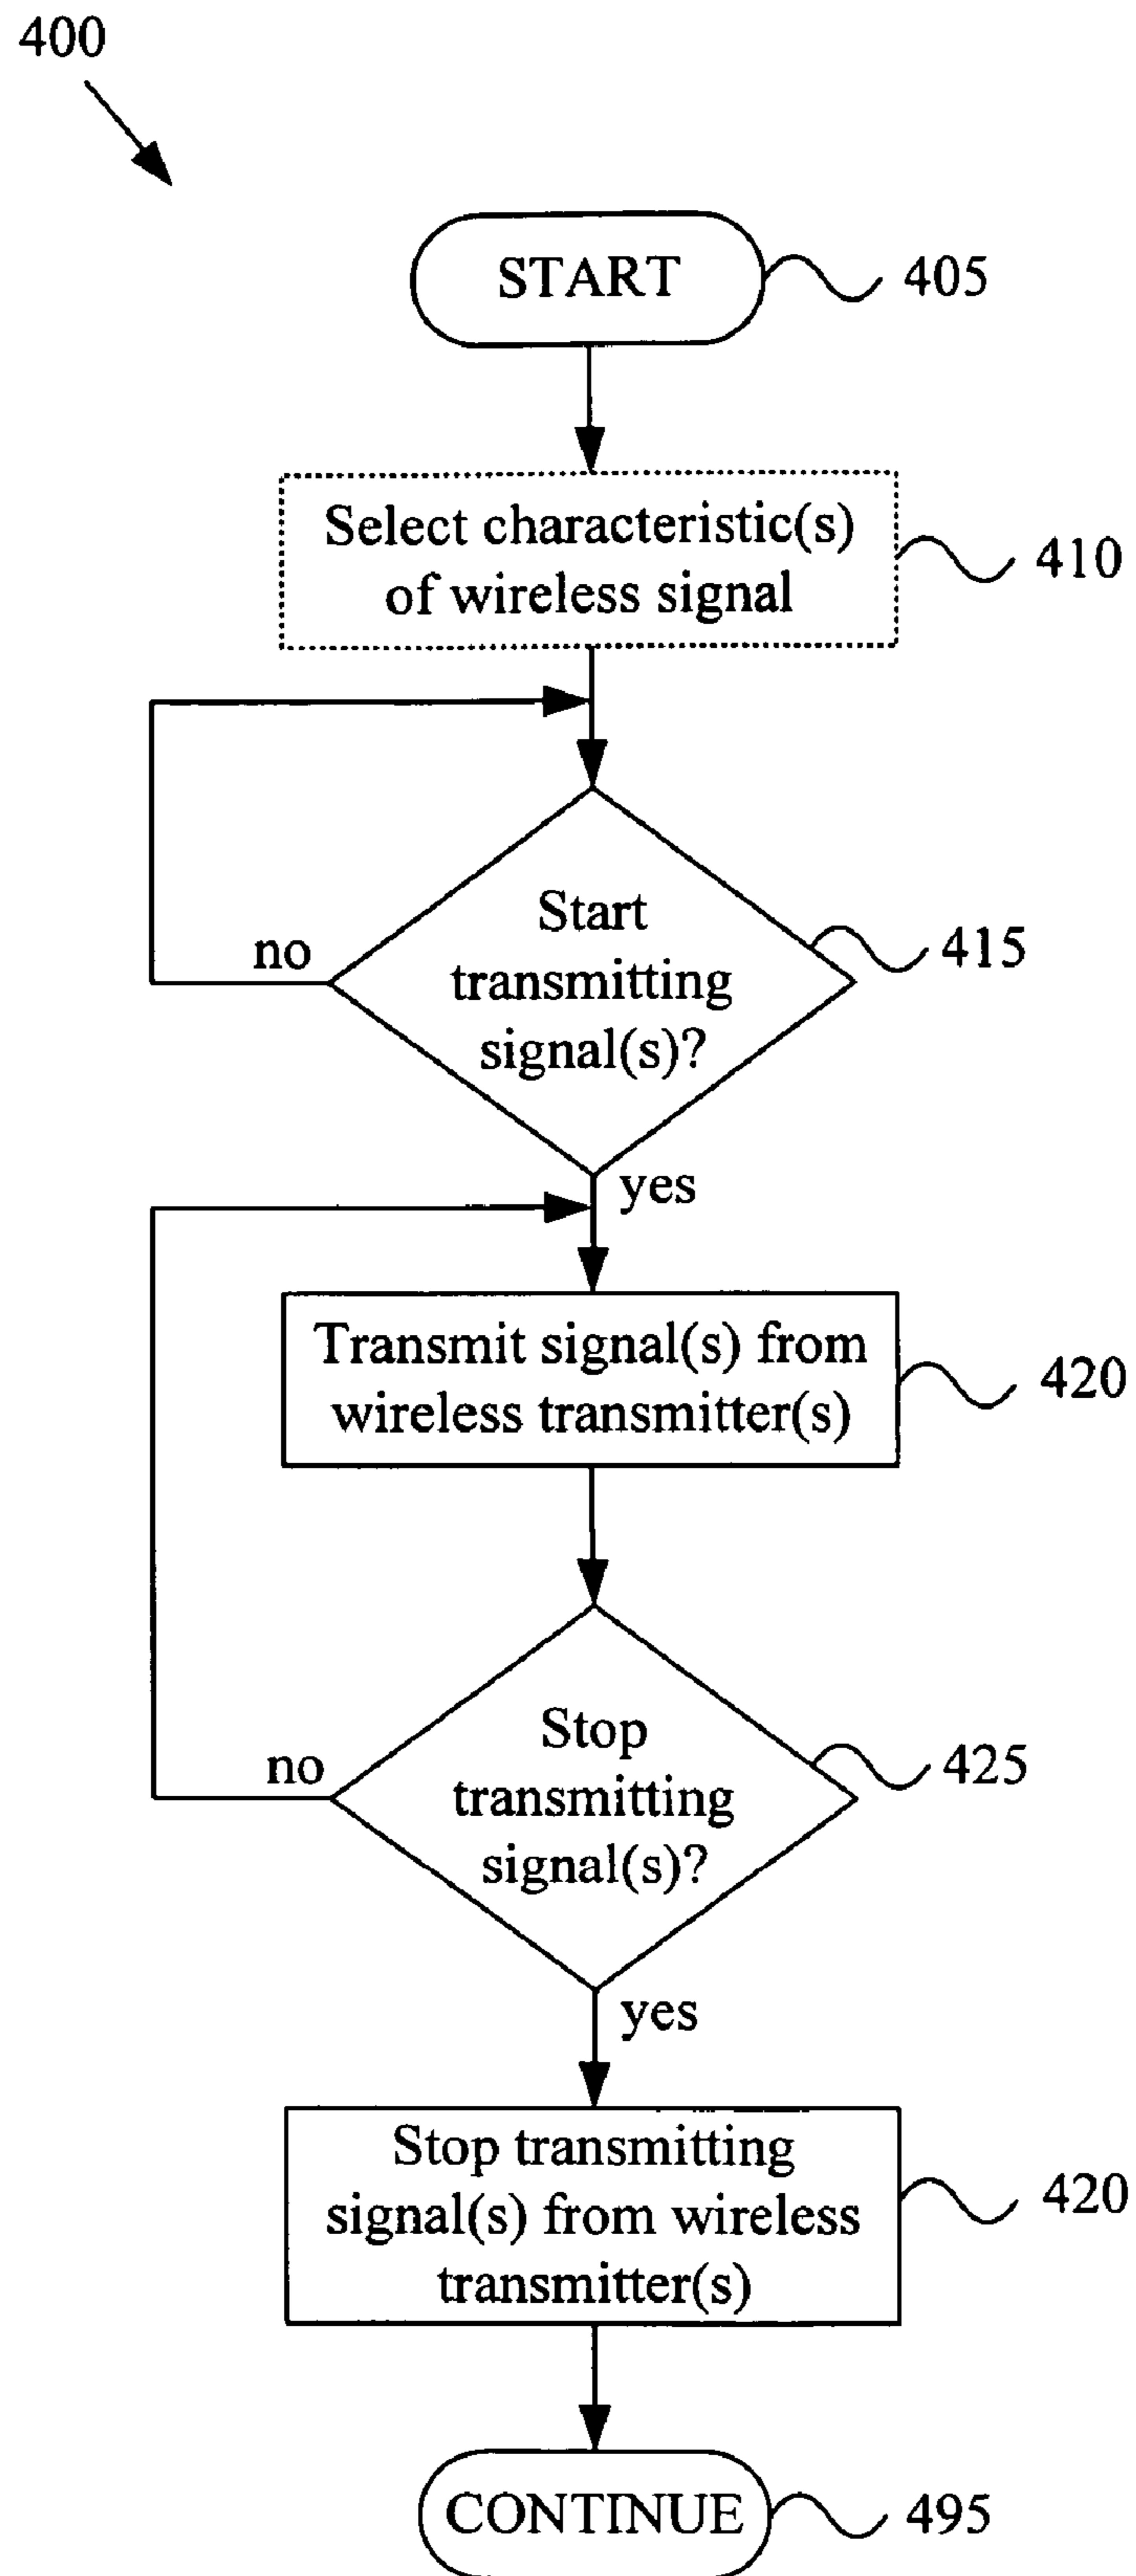 400
START
405
Select characteristic(s)
of wireless signal
410
Start
transmitting
signal(s)?
415
no
yes
Transmit signal(s) from
wireless transmitter(s)
420
Stop
transmitting
signal(s)?
425
no
yes
Stop transmitting
signal(s) from wireless
transmitter(s)
420
CONTINUE
495